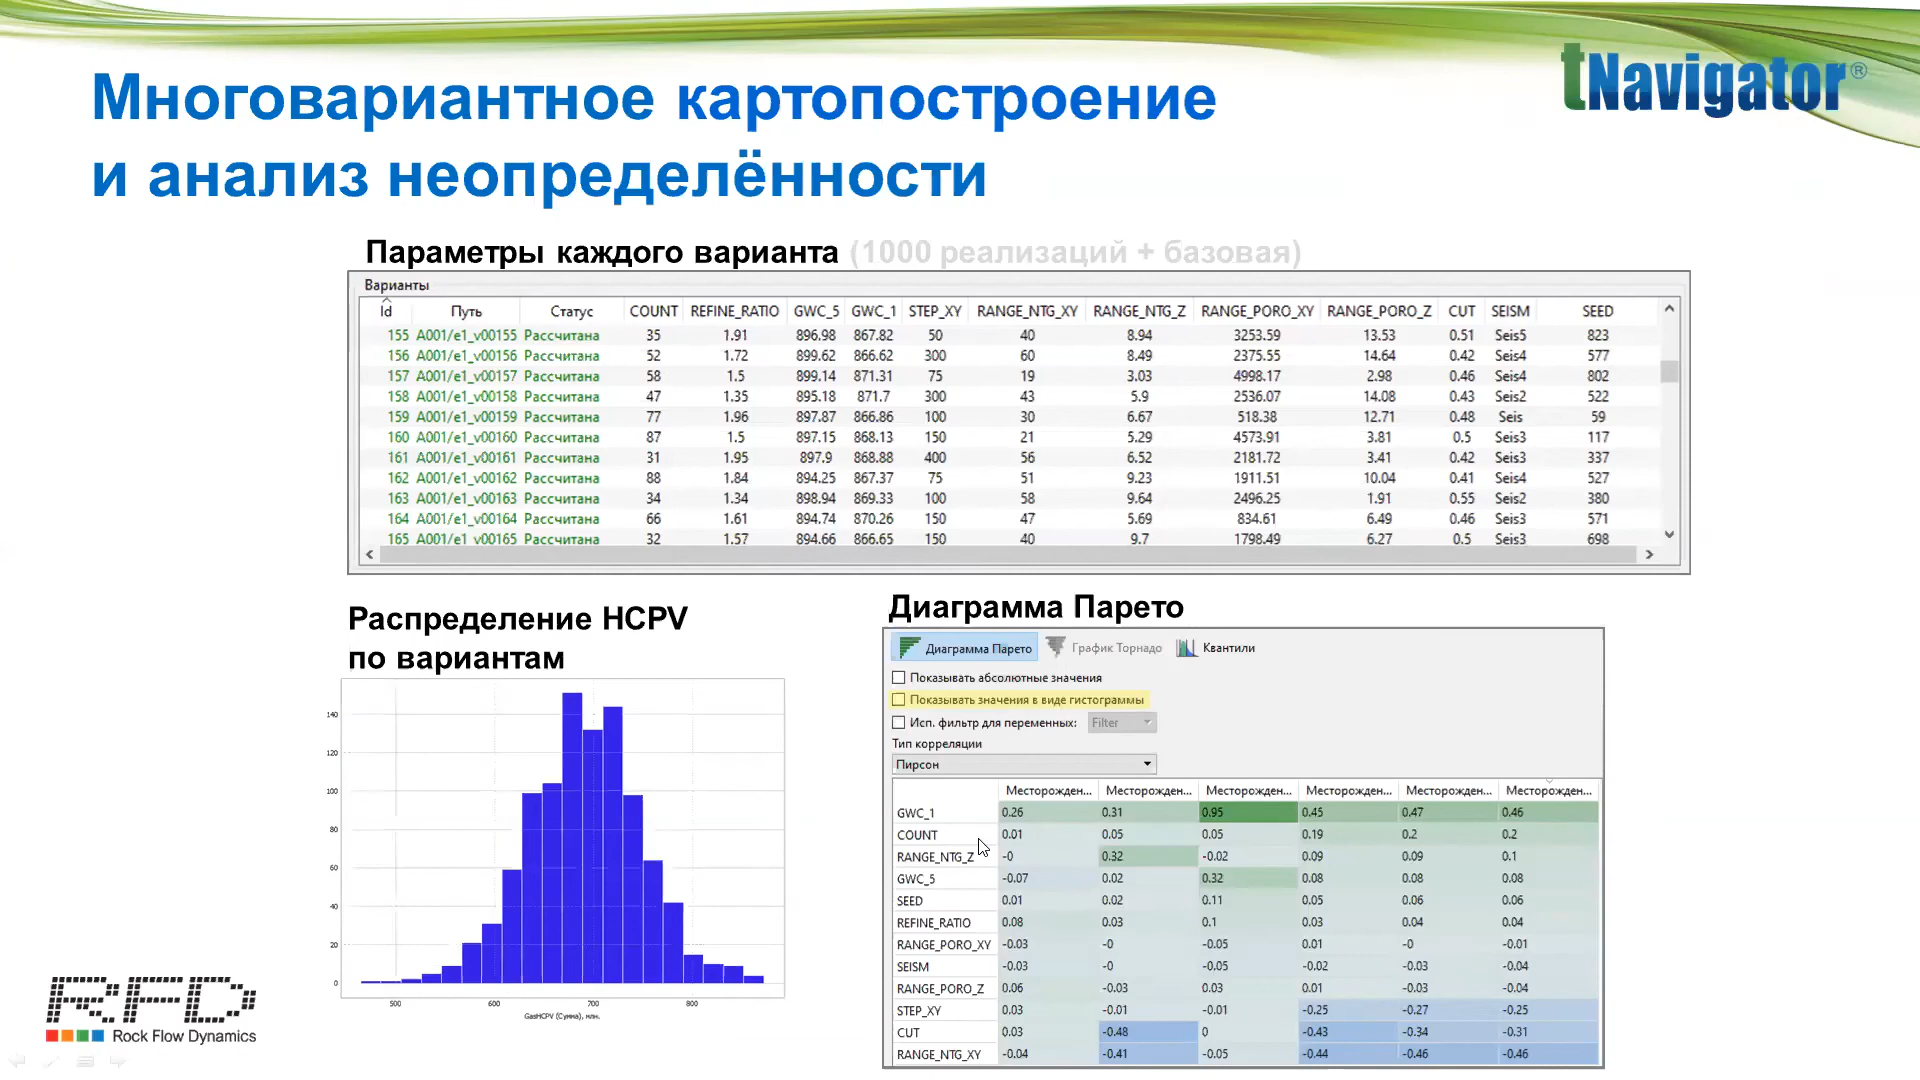 Многовариантное картопостроение
и анализ неопределённости
tNavigator®
Параметры каждого варианта (1000 реализаций + базовая)
Варианты
Id Путь Статус COUNT REFINE_RATIO GWC_5 GWC_1 STEP_XY RANGE_NTG_XY RANGE_NTG_Z RANGE_PORO_XY RANGE_PORO_Z CUT SEISM SEED
155 A001/e1_v00155 Рассчитана 35 1.91 896.98 867.82 50 40 8.94 3253.59 13.53 0.51 Seis5 823
156 A001/e1_v00156 Рассчитана 52 1.72 899.62 866.62 300 60 8.49 2375.55 14.64 0.42 Seis4 577
157 A001/e1_v00157 Рассчитана 58 1.5 899.14 871.31 75 19 3.03 4998.17 2.98 0.46 Seis4 802
158 A001/e1_v00158 Рассчитана 47 1.35 895.18 871.7 300 43 5.9 2536.07 14.08 0.43 Seis2 522
159 A001/e1_v00159 Рассчитана 77 1.96 897.87 866.86 100 30 6.67 518.38 12.71 0.48 Seis 59
160 A001/e1_v00160 Рассчитана 87 1.5 897.15 868.13 150 21 5.29 4573.91 3.81 0.5 Seis3 117
161 A001/e1_v00161 Рассчитана 31 1.95 897.9 868.88 400 56 6.52 2181.72 3.41 0.42 Seis3 337
162 A001/e1_v00162 Рассчитана 88 1.84 894.25 867.37 75 51 9.23 1911.51 10.04 0.41 Seis4 527
163 A001/e1_v00163 Рассчитана 34 1.34 898.94 869.33 100 58 9.64 2496.25 1.91 0.55 Seis2 380
164 A001/e1_v00164 Рассчитана 66 1.61 894.74 870.26 150 47 5.69 834.61 6.49 0.46 Seis3 571
165 A001/e1_v00165 Рассчитана 32 1.57 894.66 866.65 150 40 9.7 1798.49 6.27 0.5 Seis3 698
Распределение HCPV
по вариантам
140
120
100
80
60
40
20
0
500 600 700 800
GasHCPV (Сумма), млн.
Диаграмма Парето
Диаграмма Парето График Торнадо Квантили
Показывать абсолютные значения
Показывать значения в виде гистограммы
Исп. фильтр для переменных: Filter
Тип корреляции
Пирсон
Месторожден... Месторожден... Месторожден... Месторожден... Месторожден... Месторожден...
GWC_1 0.26 0.31 0.95 0.45 0.47 0.46
COUNT 0.01 0.05 0.05 0.19 0.2 0.2
RANGE_NTG_Z -0 0.32 -0.02 0.09 0.09 0.1
GWC_5 -0.07 0.02 0.32 0.08 0.08 0.08
SEED 0.01 0.02 0.11 0.05 0.06 0.06
REFINE_RATIO 0.08 0.03 0.1 0.03 0.04 0.04
RANGE_PORO_XY -0.03 -0 -0.05 0.01 -0 -0.01
SEISM -0.03 -0 -0.05 -0.02 -0.03 -0.04
RANGE_PORO_Z 0.06 -0.03 0.03 0.01 -0.03 -0.04
STEP_XY 0.03 -0.01 -0.01 -0.25 -0.27 -0.25
CUT 0.03 -0.48 0 -0.43 -0.34 -0.31
RANGE_NTG_XY -0.04 -0.41 -0.05 -0.44 -0.46 -0.46
RFD
Rock Flow Dynamics